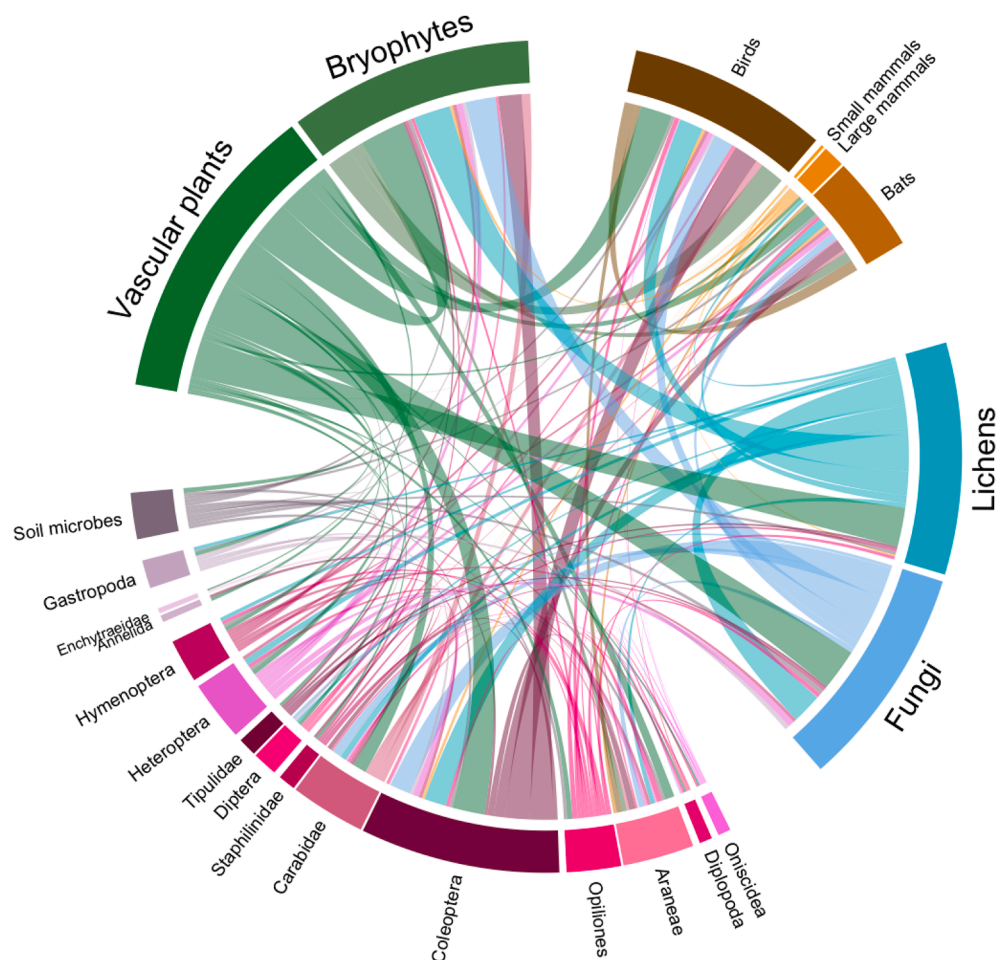 Bryophytes
Birds
Small mammals
Large mammals
Bats
Vascular plants
Lichens
Soil microbes
Gastropoda
Enchytraeidae
Annelida
Hymenoptera
Heteroptera
Tipulidae
Diptera
Staphilinidae
Carabidae
Coleoptera
Opiliones
Araneae
Diplopoda
Oniscidea
Fungi